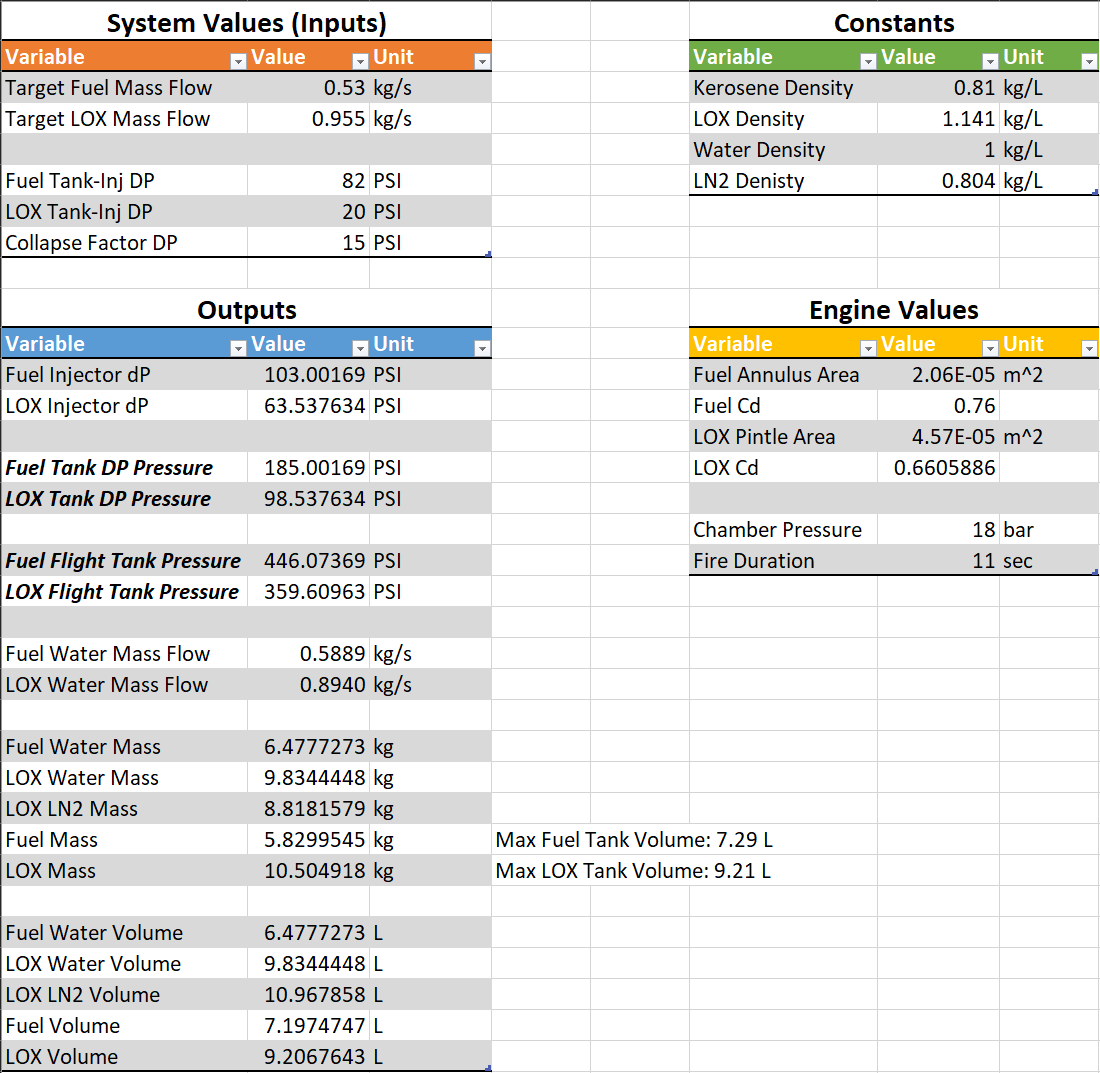 System Values (Inputs)
Variable Value Unit
Target Fuel Mass Flow 0.53 kg/s
Target LOX Mass Flow 0.955 kg/s
Fuel Tank-Inj DP 82 PSI
LOX Tank-Inj DP 20 PSI
Collapse Factor DP 15 PSI
Constants
Variable Value Unit
Kerosene Density 0.81 kg/L
LOX Density 1.141 kg/L
Water Density 1 kg/L
LN2 Denisty 0.804 kg/L
Outputs
Variable Value Unit
Fuel Injector dP 103.00169 PSI
LOX Injector dP 63.537634 PSI
Fuel Tank DP Pressure 185.00169 PSI
LOX Tank DP Pressure 98.537634 PSI
Fuel Flight Tank Pressure 446.07369 PSI
LOX Flight Tank Pressure 359.60963 PSI
Fuel Water Mass Flow 0.5889 kg/s
LOX Water Mass Flow 0.8940 kg/s
Fuel Water Mass 6.4777273 kg
LOX Water Mass 9.8344448 kg
LOX LN2 Mass 8.8181579 kg
Fuel Mass 5.8299545 kg Max Fuel Tank Volume: 7.29 L
LOX Mass 10.504918 kg Max LOX Tank Volume: 9.21 L
Fuel Water Volume 6.4777273 L
LOX Water Volume 9.8344448 L
LOX LN2 Volume 10.967858 L
Fuel Volume 7.1974747 L
LOX Volume 9.2067643 L
Engine Values
Variable Value Unit
Fuel Annulus Area 2.06E-05 m^2
Fuel Cd 0.76
LOX Pintle Area 4.57E-05 m^2
LOX Cd 0.6605886
Chamber Pressure 18 bar
Fire Duration 11 sec